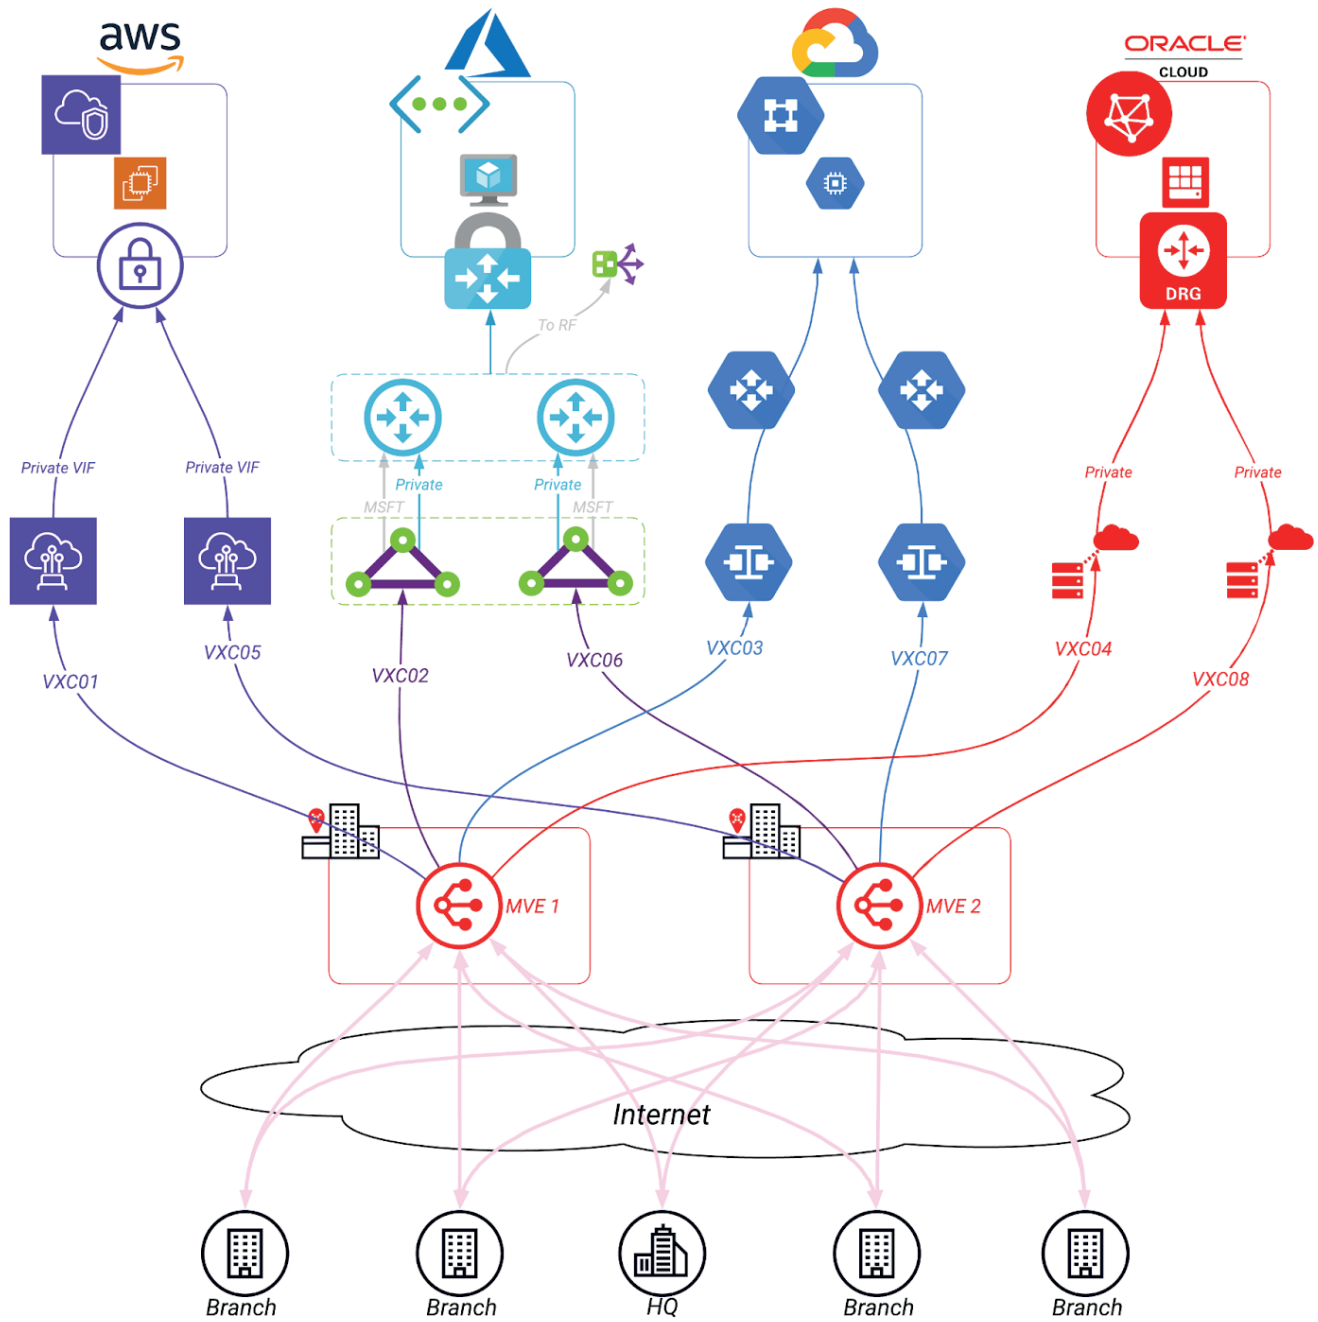 aws
ORACLE'
CLOUD
DRG
To RF
Private VIF
Private VIF
Private
Private
MSFT
MSFT
Private
Private
VXC01
VXC05
VXC02
VXC06
VXC03
VXC07
VXC04
VXC08
MVE 1
MVE 2
Internet
Branch
Branch
HQ
Branch
Branch